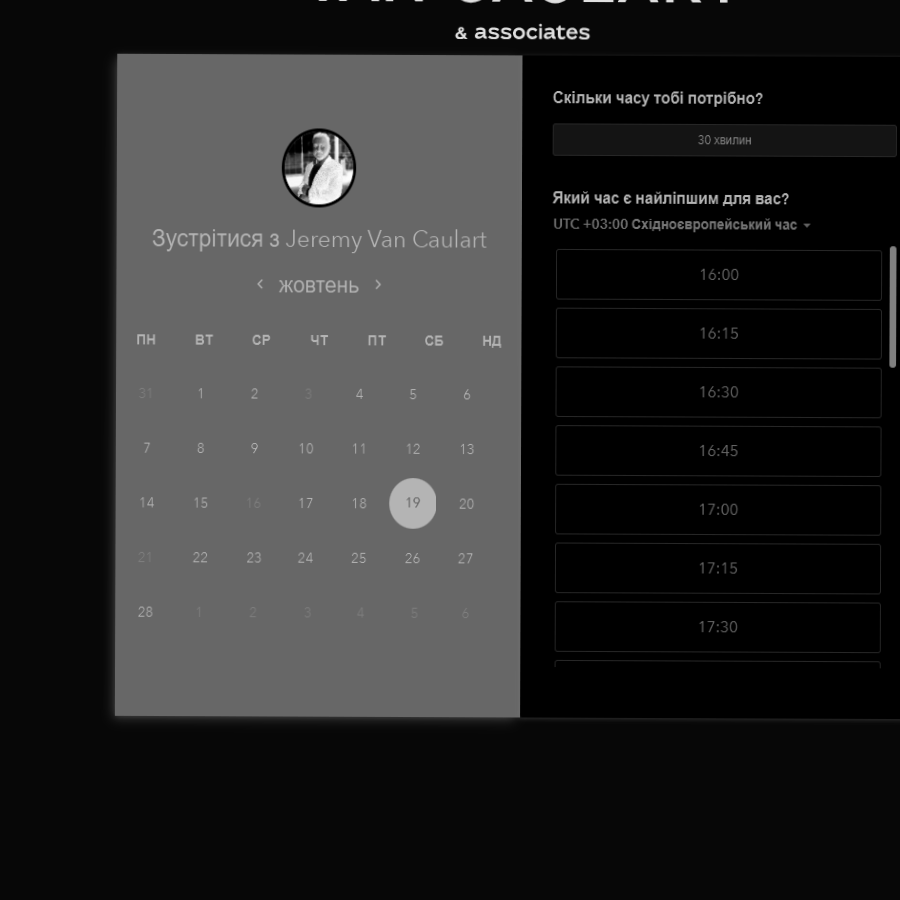 & associates
Зустрітися з Jeremy Van Caulart
жовтень
ПН ВТ СР ЧТ ПТ СБ НД
31 1 2 3 4 5 6
7 8 9 10 11 12 13
14 15 16 17 18 19 20
21 22 23 24 25 26 27
28 1 2 3 4 5 6
Скільки часу тобі потрібно?
30 хвилин
Який час є найліпшим для вас?
UTC +03:00 Східноєвропейський час
16:00
16:15
16:30
16:45
17:00
17:15
17:30